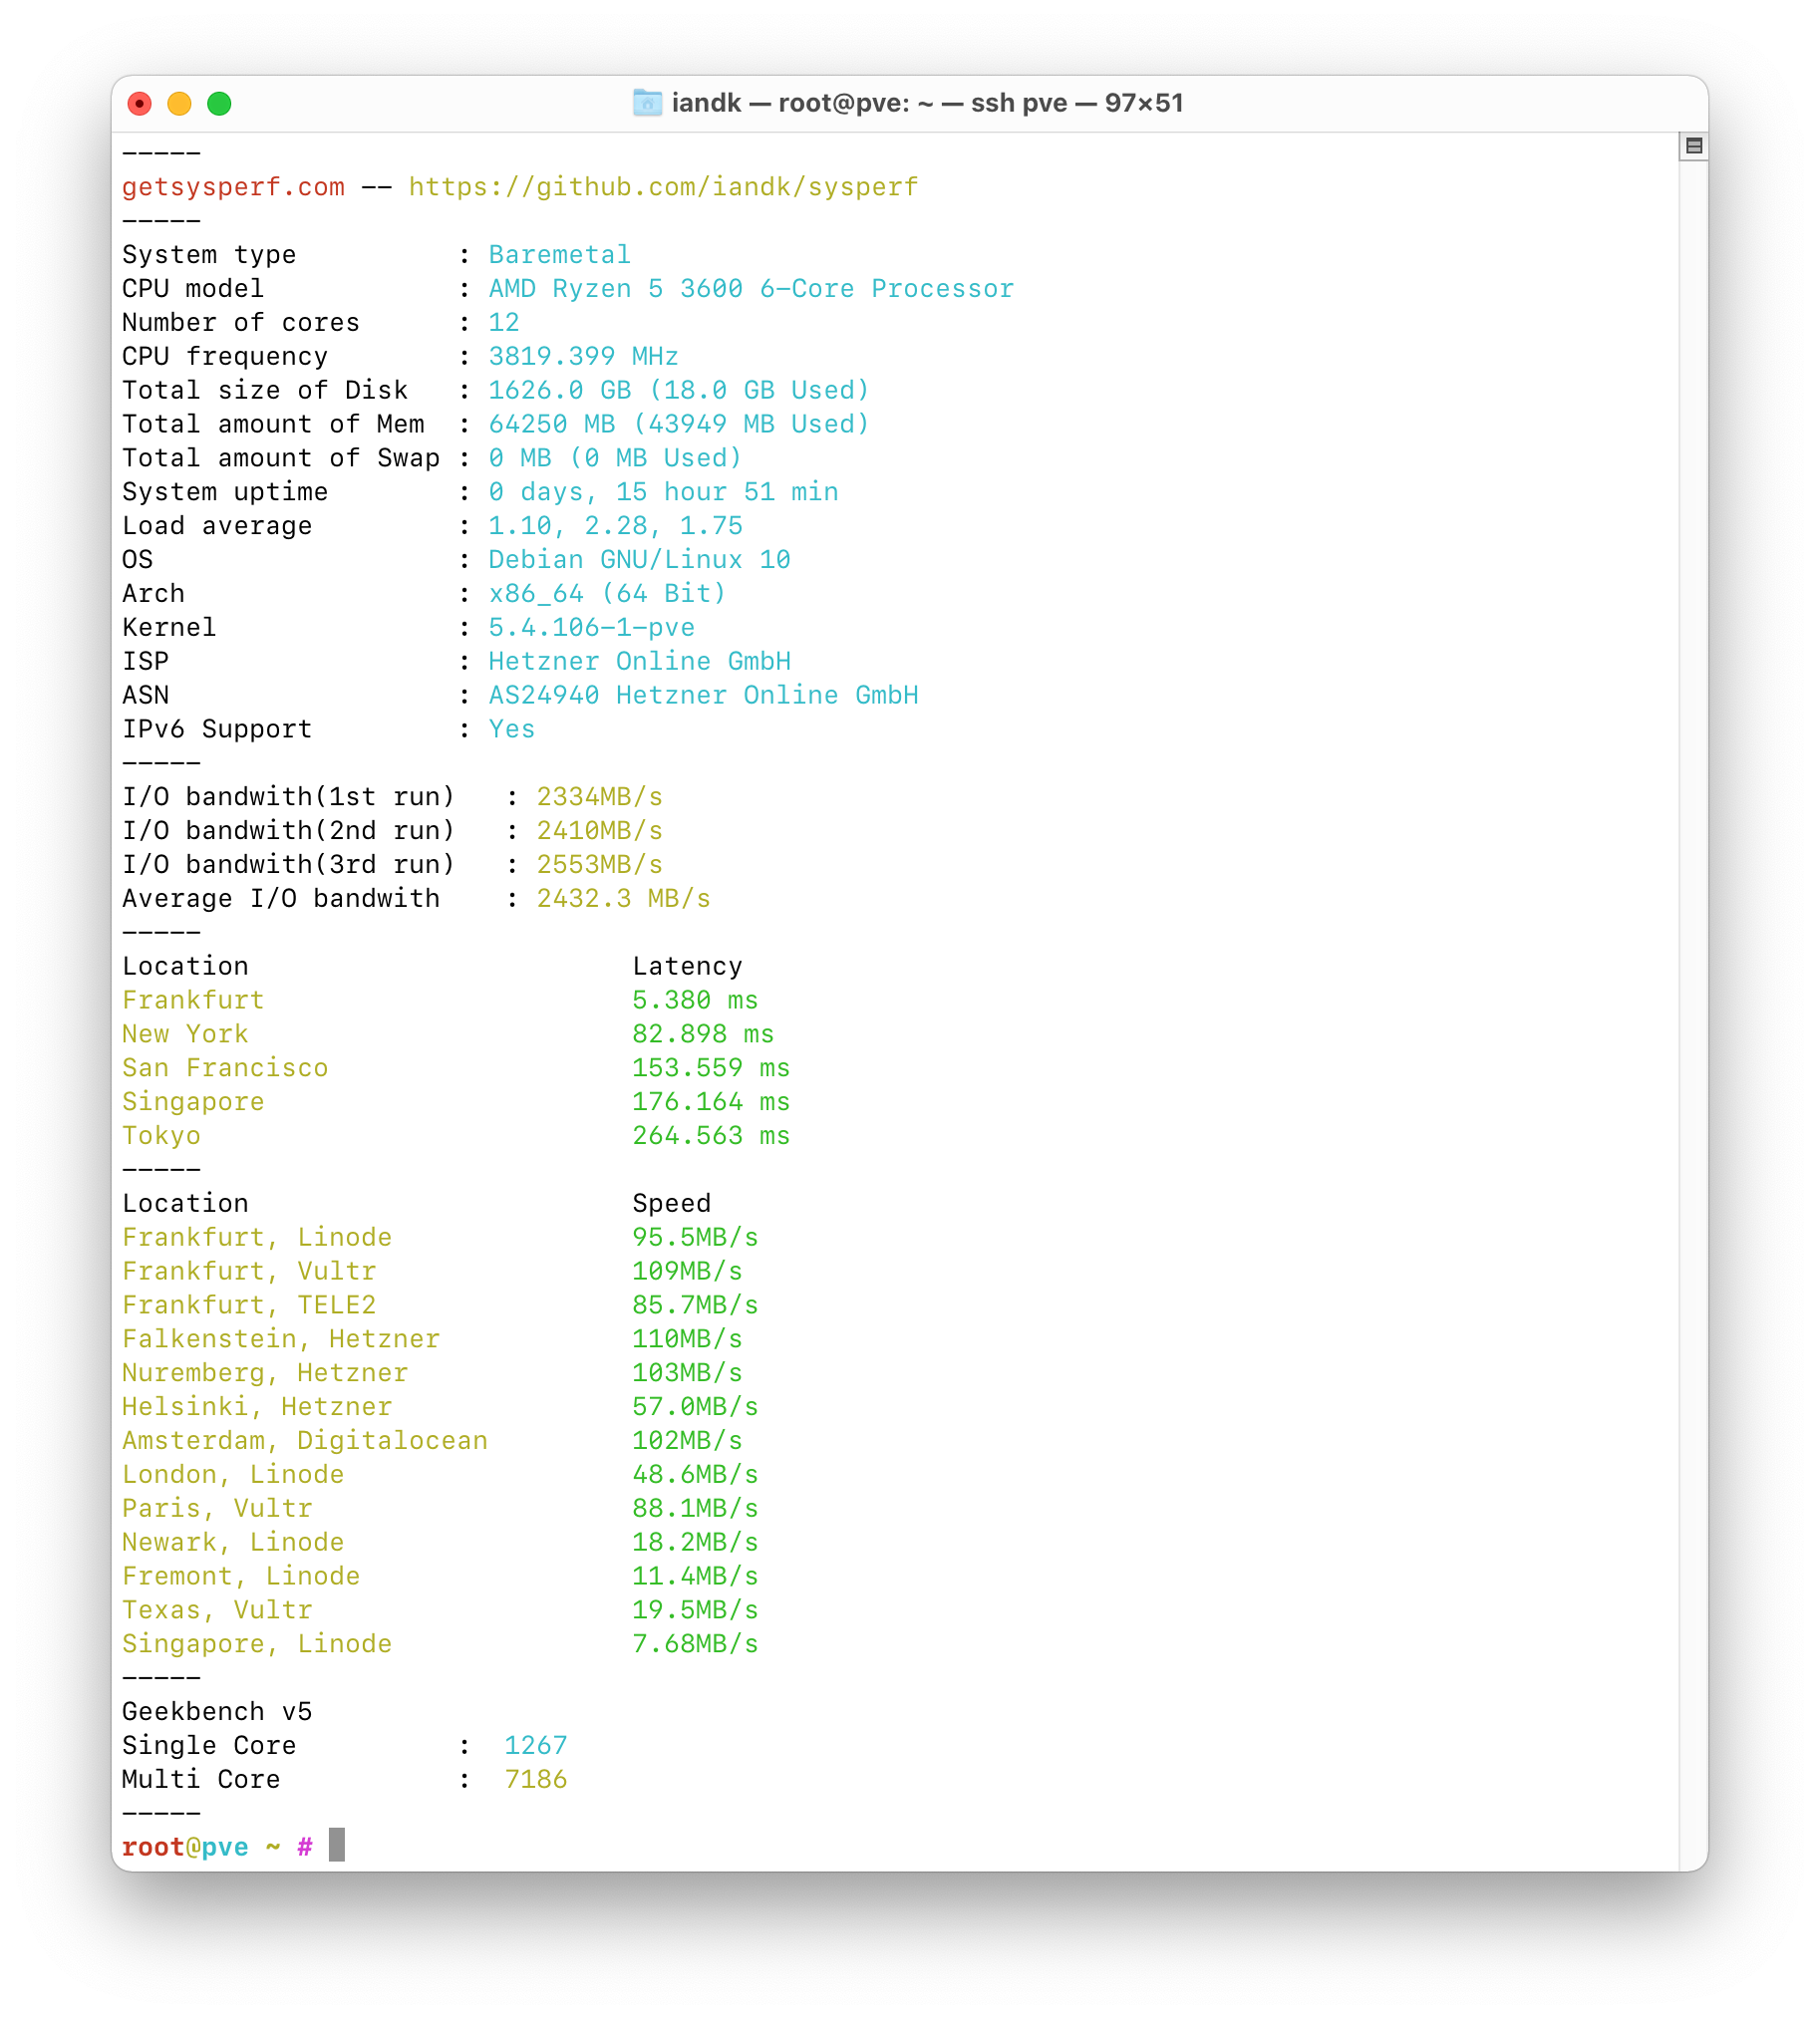 iandk — root@pve: ~ — ssh pve — 97×51
-----
getsysperf.com -- https://github.com/iandk/sysperf
-----
System type          : Baremetal
CPU model            : AMD Ryzen 5 3600 6-Core Processor
Number of cores      : 12
CPU frequency        : 3819.399 MHz
Total size of Disk   : 1626.0 GB (18.0 GB Used)
Total amount of Mem  : 64250 MB (43949 MB Used)
Total amount of Swap : 0 MB (0 MB Used)
System uptime        : 0 days, 15 hour 51 min
Load average         : 1.10, 2.28, 1.75
OS                   : Debian GNU/Linux 10
Arch                 : x86_64 (64 Bit)
Kernel               : 5.4.106-1-pve
ISP                  : Hetzner Online GmbH
ASN                  : AS24940 Hetzner Online GmbH
IPv6 Support         : Yes
-----
I/O bandwith(1st run)   : 2334MB/s
I/O bandwith(2nd run)   : 2410MB/s
I/O bandwith(3rd run)   : 2553MB/s
Average I/O bandwith    : 2432.3 MB/s
-----
Location                        Latency
Frankfurt                       5.380 ms
New York                        82.898 ms
San Francisco                   153.559 ms
Singapore                       176.164 ms
Tokyo                           264.563 ms
-----
Location                        Speed
Frankfurt, Linode               95.5MB/s
Frankfurt, Vultr                109MB/s
Frankfurt, TELE2                85.7MB/s
Falkenstein, Hetzner            110MB/s
Nuremberg, Hetzner              103MB/s
Helsinki, Hetzner               57.0MB/s
Amsterdam, Digitalocean         102MB/s
London, Linode                  48.6MB/s
Paris, Vultr                    88.1MB/s
Newark, Linode                  18.2MB/s
Fremont, Linode                 11.4MB/s
Texas, Vultr                    19.5MB/s
Singapore, Linode               7.68MB/s
-----
Geekbench v5
Single Core          :  1267
Multi Core           :  7186
-----
root@pve ~ #